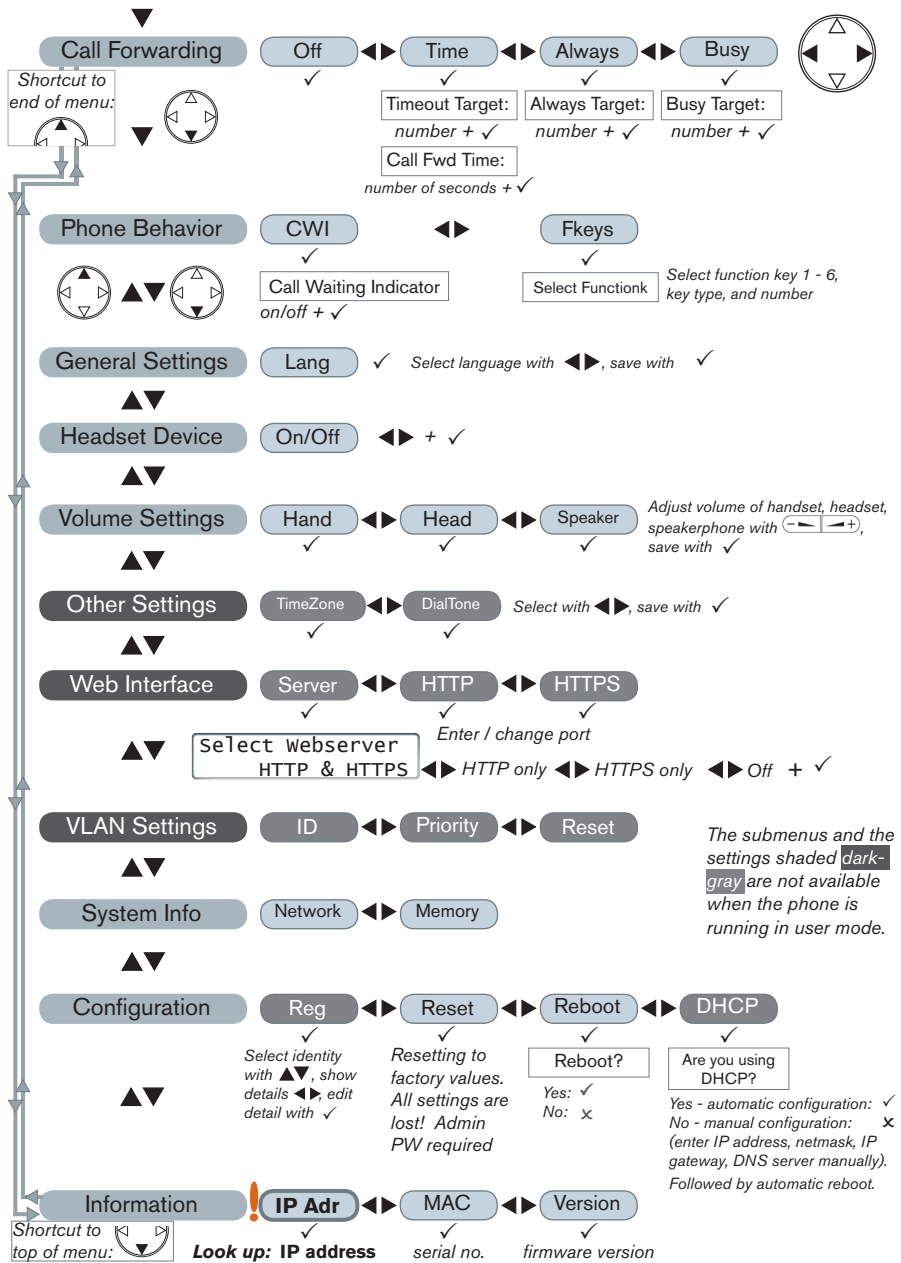 Call Forwarding Off Time Always Busy
Shortcut to
end of menu:
Timeout Target: Always Target: Busy Target:
number + ✓ number + ✓ number + ✓
Call Fwd Time:
number of seconds + ✓
Phone Behavior CWI Fkeys
Call Waiting Indicator
on/off + ✓
Select Functionk
Select function key 1 - 6,
key type, and number
General Settings Lang ✓ Select language with ◀▶, save with ✓
Headset Device On/Off ◀▶ + ✓
Volume Settings Hand Head Speaker
Adjust volume of handset, headset,
speakerphone with (- +),
save with ✓
Other Settings TimeZone DialTone Select with ◀▶, save with ✓
Web Interface Server HTTP HTTPS
Enter / change port
Select Webserver
HTTP & HTTPS ◀▶ HTTP only ◀▶ HTTPS only ◀▶ Off + ✓
VLAN Settings ID Priority Reset
The submenus and the
settings shaded dark-
gray are not available
when the phone is
running in user mode.
System Info Network Memory
Configuration Reg Reset Reboot DHCP
Select identity
with ▲▼, show
details ◀▶, edit
detail with ✓
Resetting to
factory values.
All settings are
lost! Admin
PW required
Reboot?
Yes: ✓
No: x
Are you using
DHCP?
Yes - automatic configuration: ✓
No - manual configuration: x
(enter IP address, netmask, IP
gateway, DNS server manually).
Followed by automatic reboot.
Information ! IP Adr MAC Version
Shortcut to
top of menu:
Look up: IP address serial no. firmware version